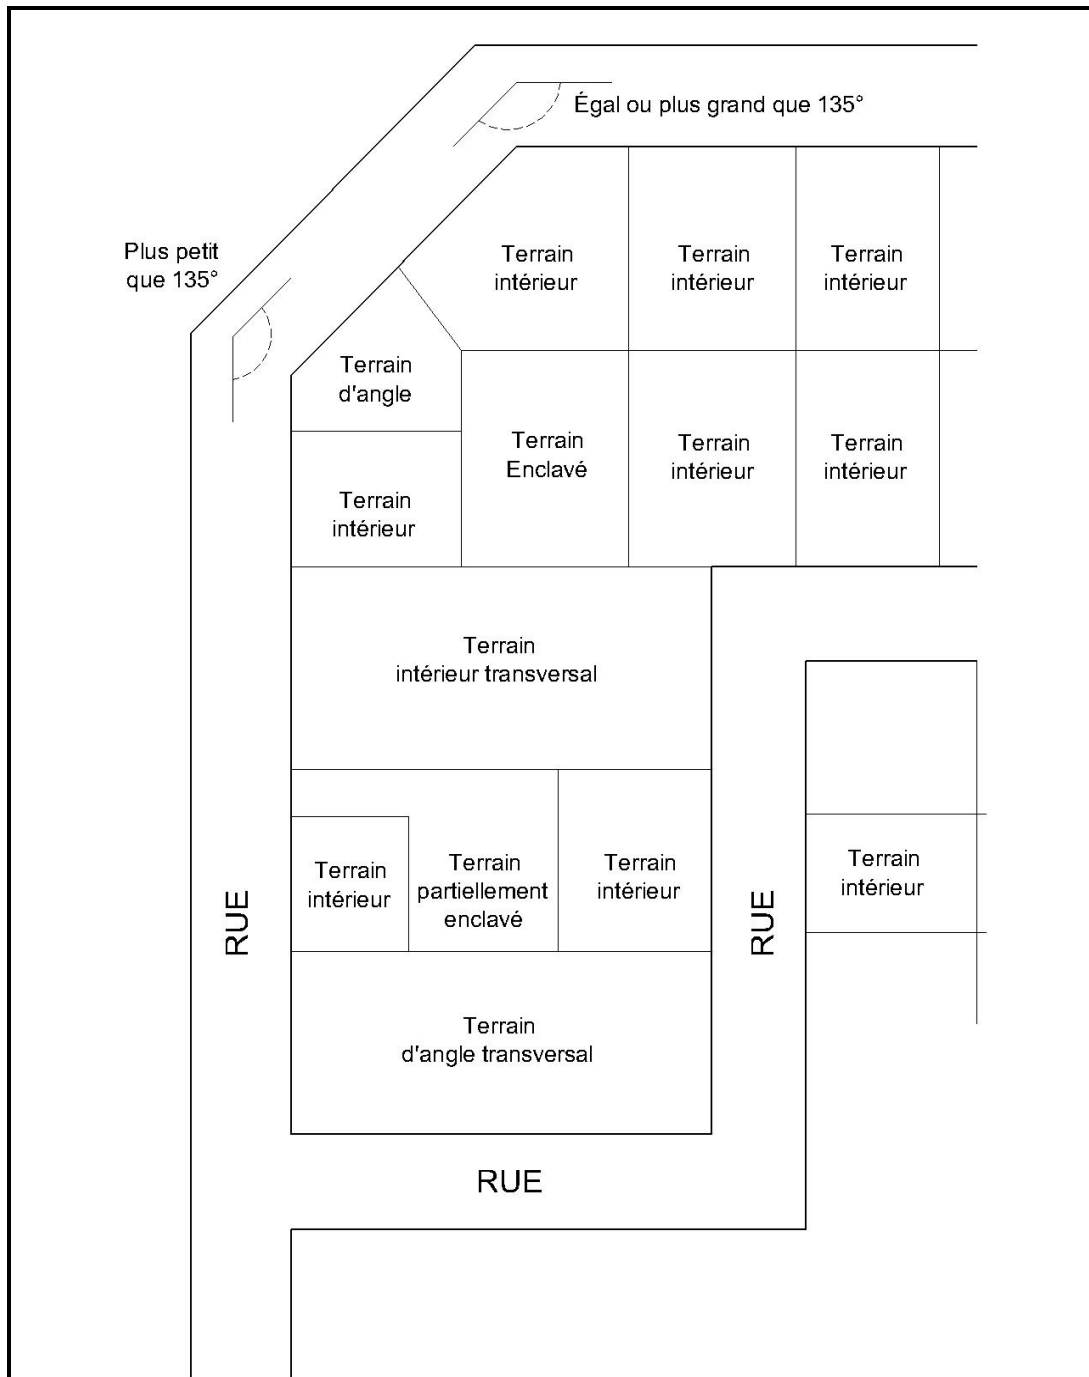 Égal ou plus grand que 135°
Plus petit
que 135°
Terrain
intérieur
Terrain
intérieur
Terrain
intérieur
Terrain
d'angle
Terrain
Enclavé
Terrain
intérieur
Terrain
intérieur
Terrain
intérieur
Terrain
intérieur transversal
Terrain
intérieur
Terrain
partiellement
enclavé
Terrain
intérieur
Terrain
intérieur
RUE
RUE
Terrain
d'angle transversal
RUE